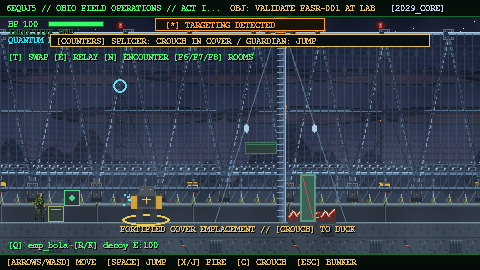 6EQUJ5 // OHIO FIELD OPERATIONS // ACT I... OBJ: VALIDATE FASR-001 AT LAB [2029_CORE]
HP 100
[*] TARGETING DETECTED
QUANTUM
[COUNTERS] SPLICER: CROUCH IN COVER / GUARDIAN: JUMP
[T] SWAP [E] RELAY [N] ENCOUNTER [F6/F7/F8] ROOMS
FORTIFIED COVER EMPLACEMENT // [CROUCH] TO DUCK
[Q] emp_bola-[R/K] decoy E:100
[ARROWS/WASD] MOVE [SPACE] JUMP [X/J] FIRE [C] CROUCH [ESC] BUNKER